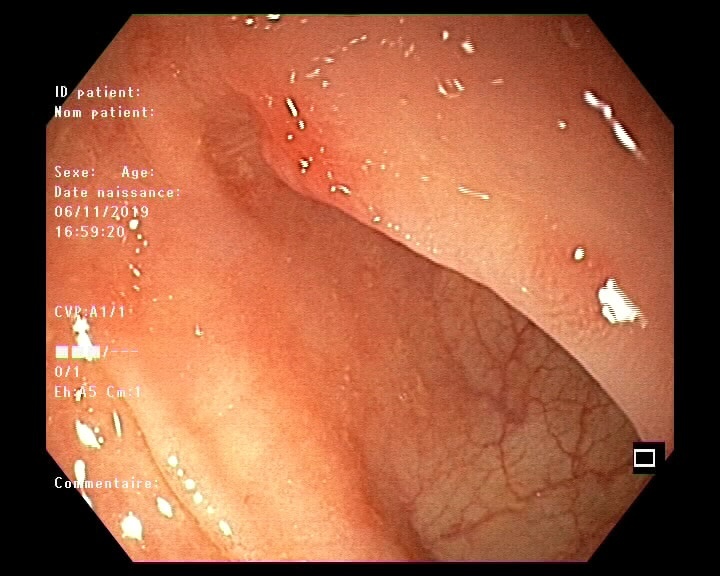 ID patient:
Nom patient:
Sexe: Age:
Date naissance:
06/11/2019
16:59:20
CVP:A1/1
/---
0/1
Eh:A5 Cm:1
Commentaire: